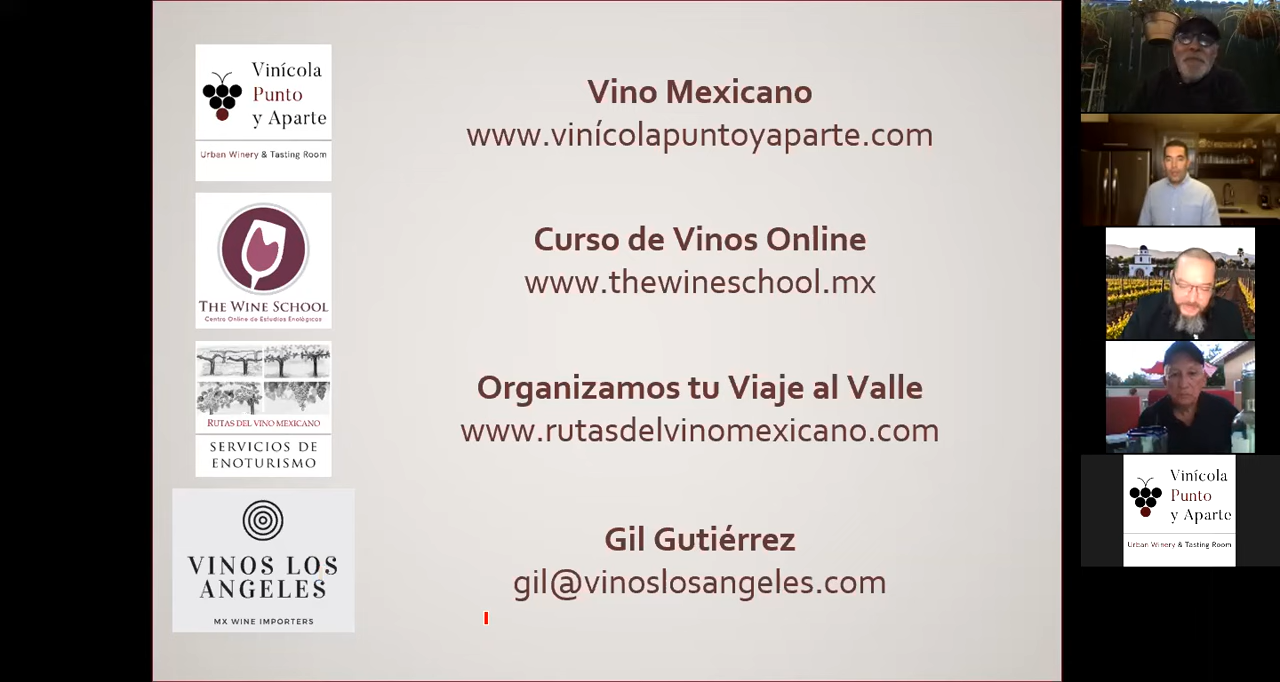 Vinícola
Punto
y Aparte
Urban Winery & Tasting Room
Vino Mexicano
www.vinícolapuntoyaparte.com
THE WINE SCHOOL
Centro Online de Estudios Enológicos
Curso de Vinos Online
www.thewineschool.mx
RUTAS DEL VINO MEXICANO
SERVICIOS DE
ENOTURISMO
Organizamos tu Viaje al Valle
www.rutasdelvinomexicano.com
VINOS LOS
ANGELES
MX WINE IMPORTERS
Gil Gutiérrez
gil@vinoslosangeles.com
Vinícola
Punto
y Aparte
Urban Winery & Tasting Room